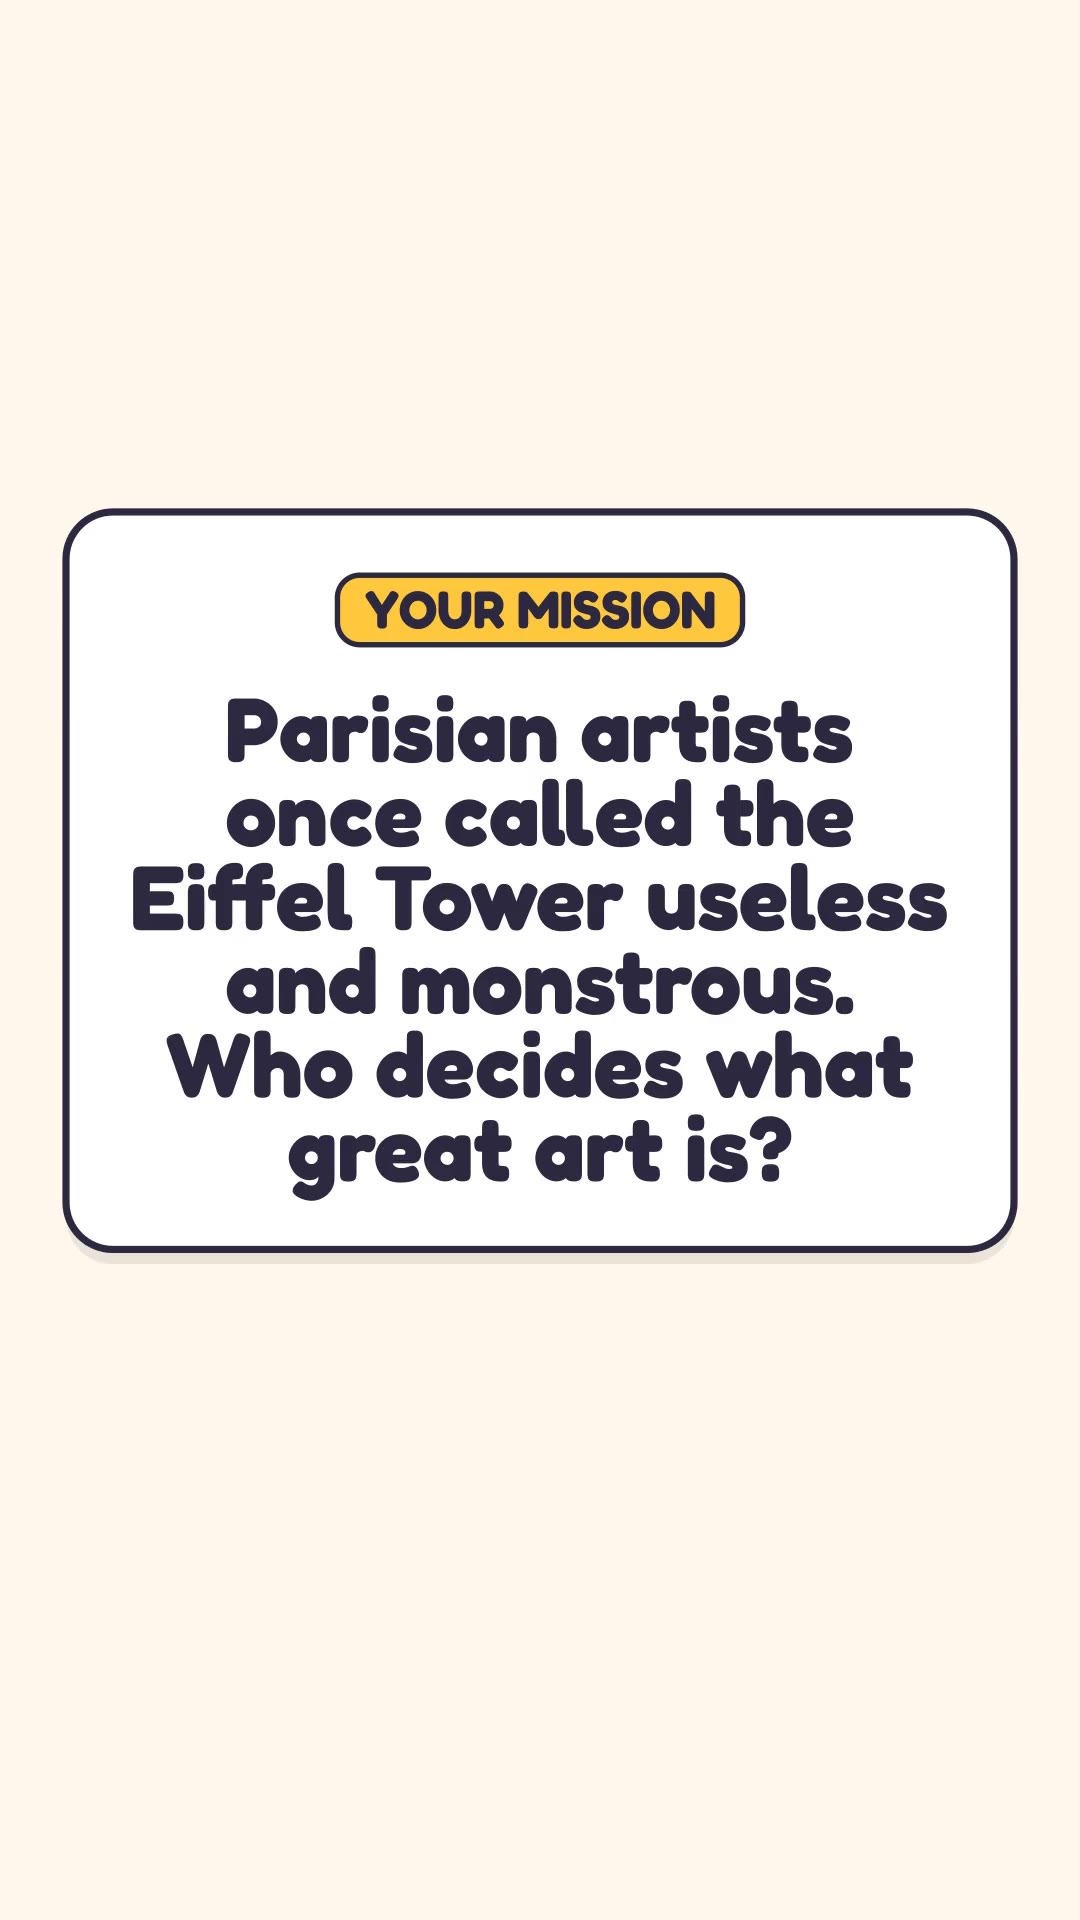 YOUR MISSION
Parisian artists
once called the
Eiffel Tower useless
and monstrous.
Who decides what
great art is?